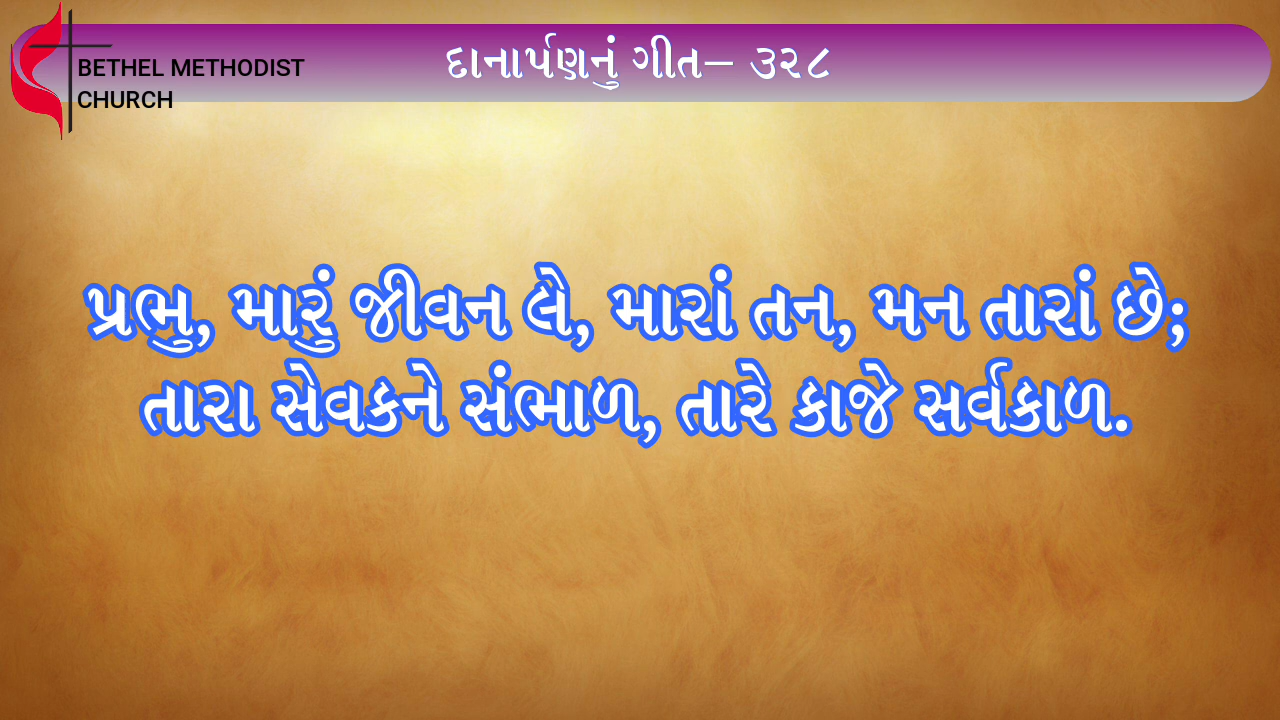 દાનાર્પણનું ગીત– ૩૨૮
BETHEL METHODIST
CHURCH
પ્રભુ, મારું જીવન લે, મારાં તન, મન તારાં છે;
તારા સેવકને સંભાળ, તારે કાજે સર્વકાળ.